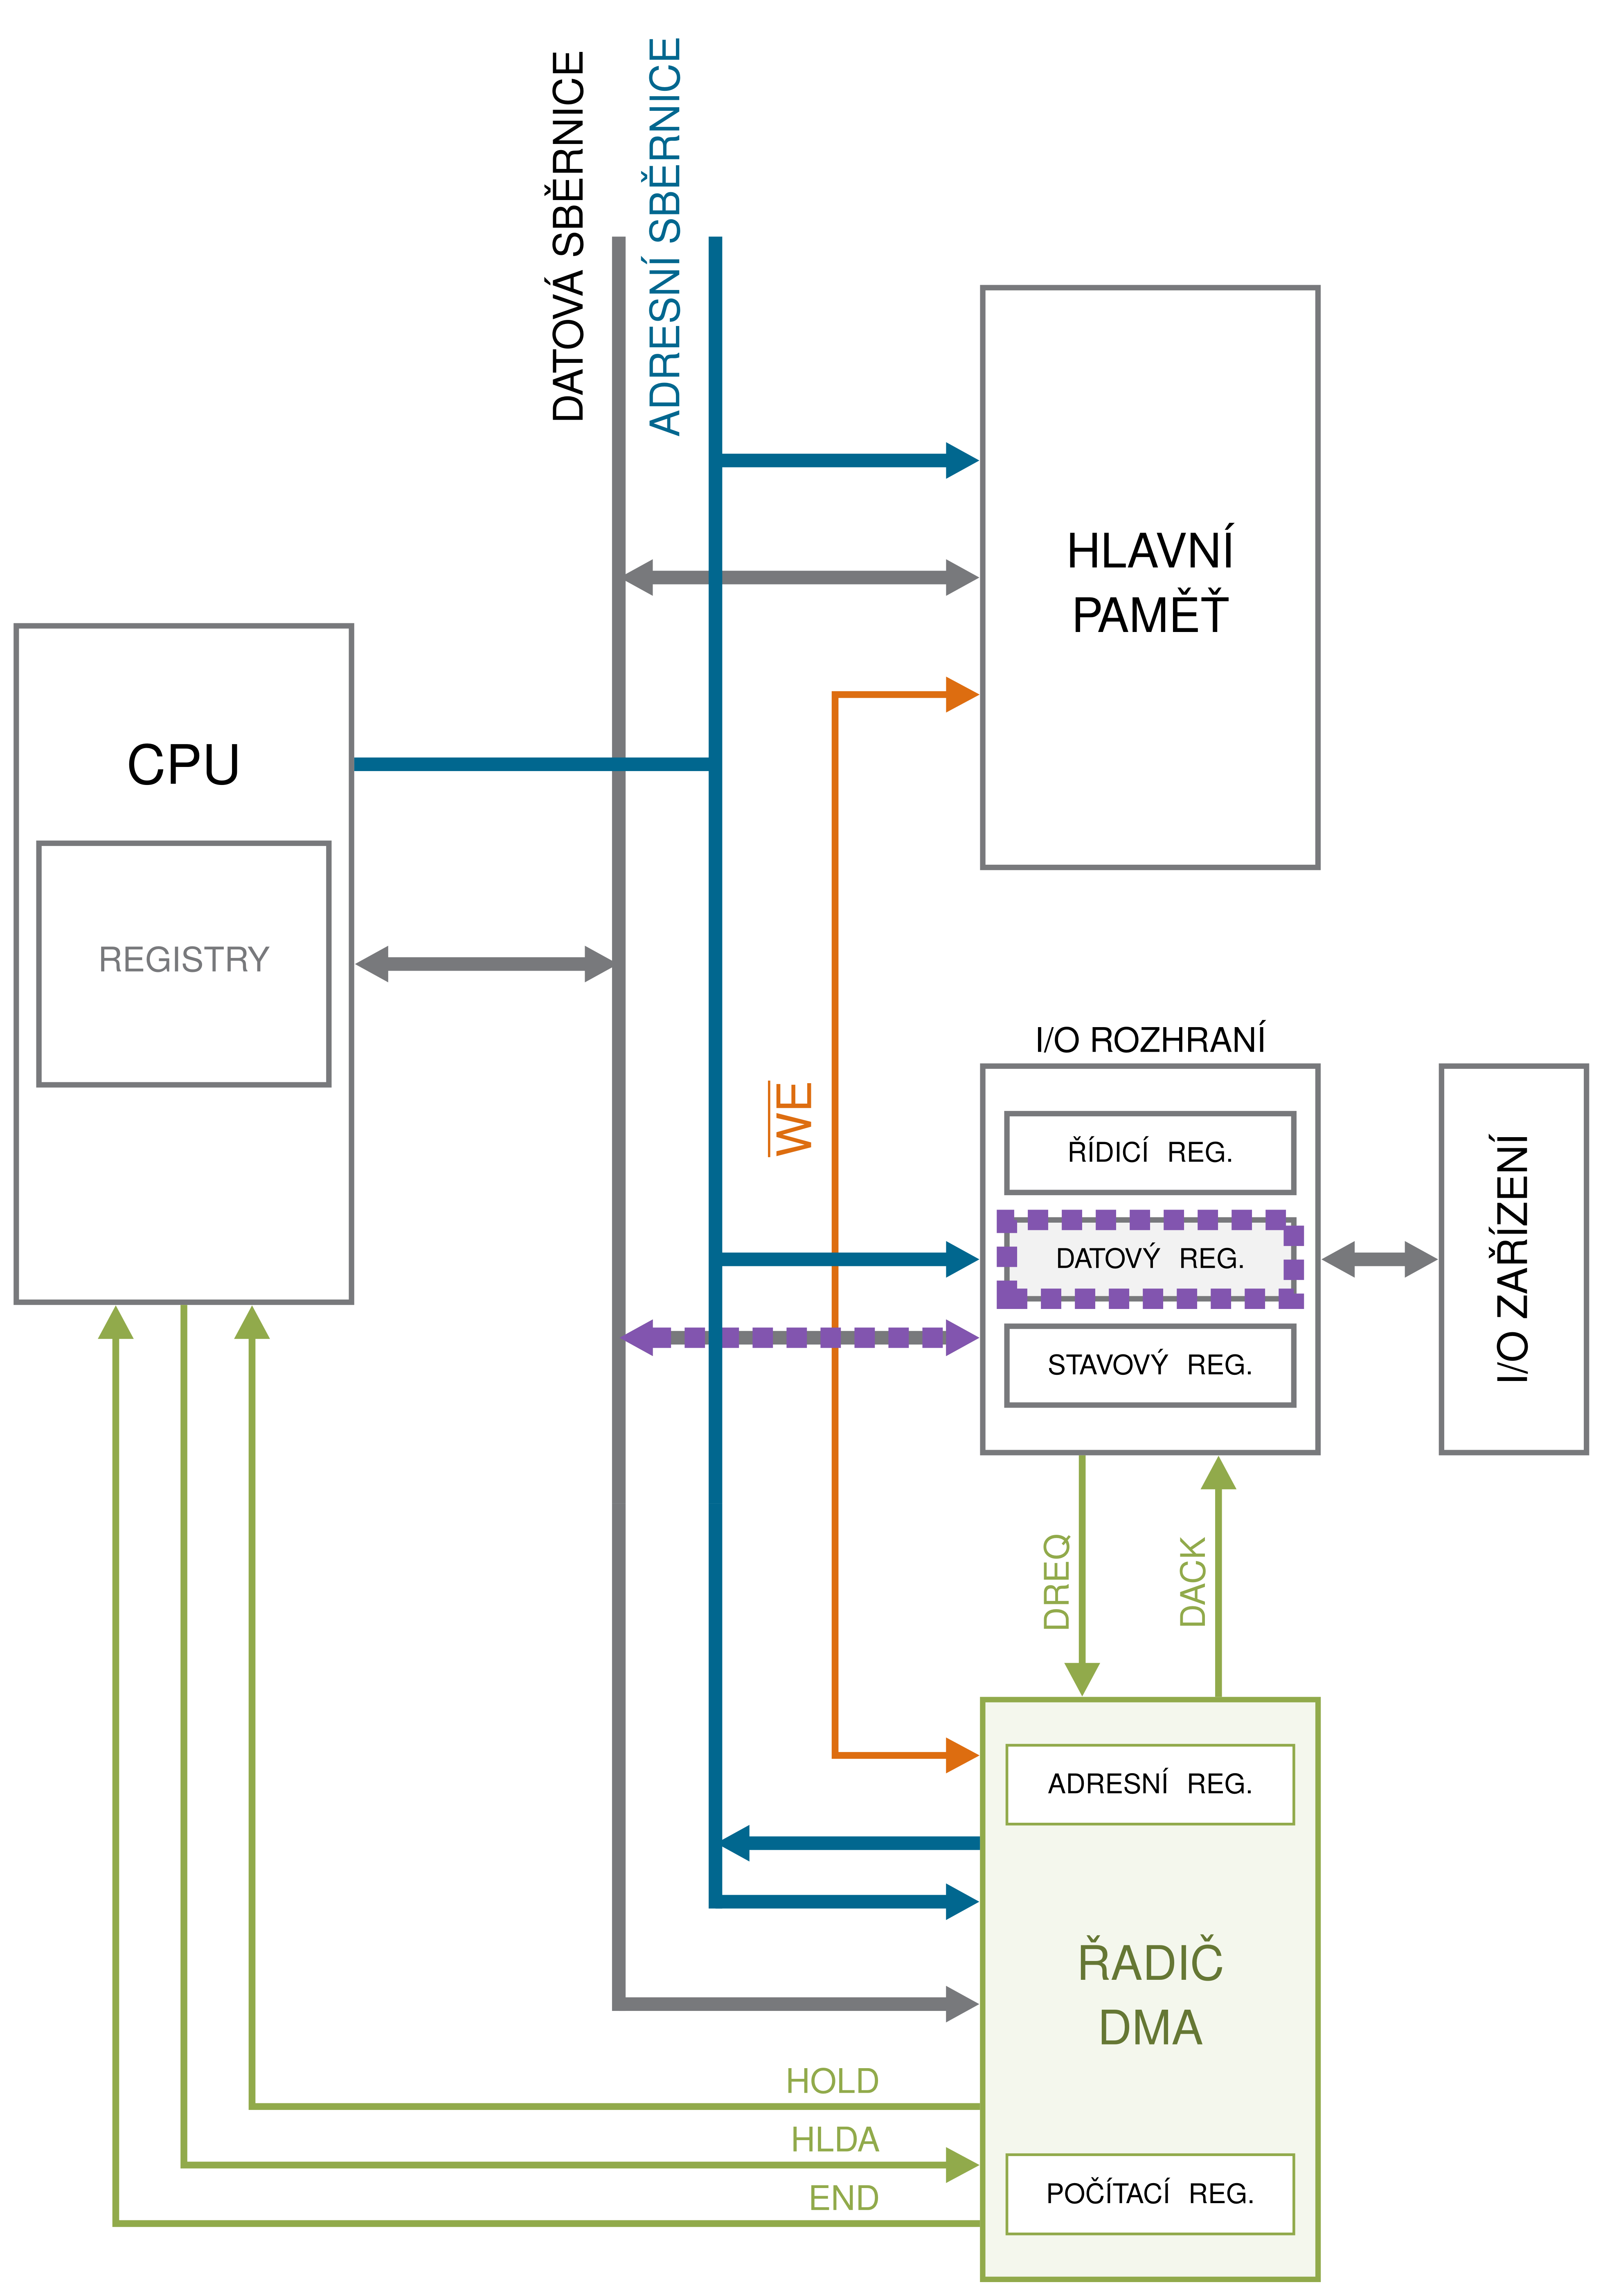 DATOVÁ SBĚRNICE
ADRESNÍ SBĚRNICE
HLAVNÍ
PAMĚŤ
CPU
REGISTRY
I/O ROZHRANÍ
WE
ŘÍDICÍ REG.
DATOVÝ REG.
STAVOVÝ REG.
I/O ZAŘÍZENÍ
DREQ
DACK
ADRESNÍ REG.
ŘADIČ
DMA
HOLD
HLDA
END
POČÍTACÍ REG.